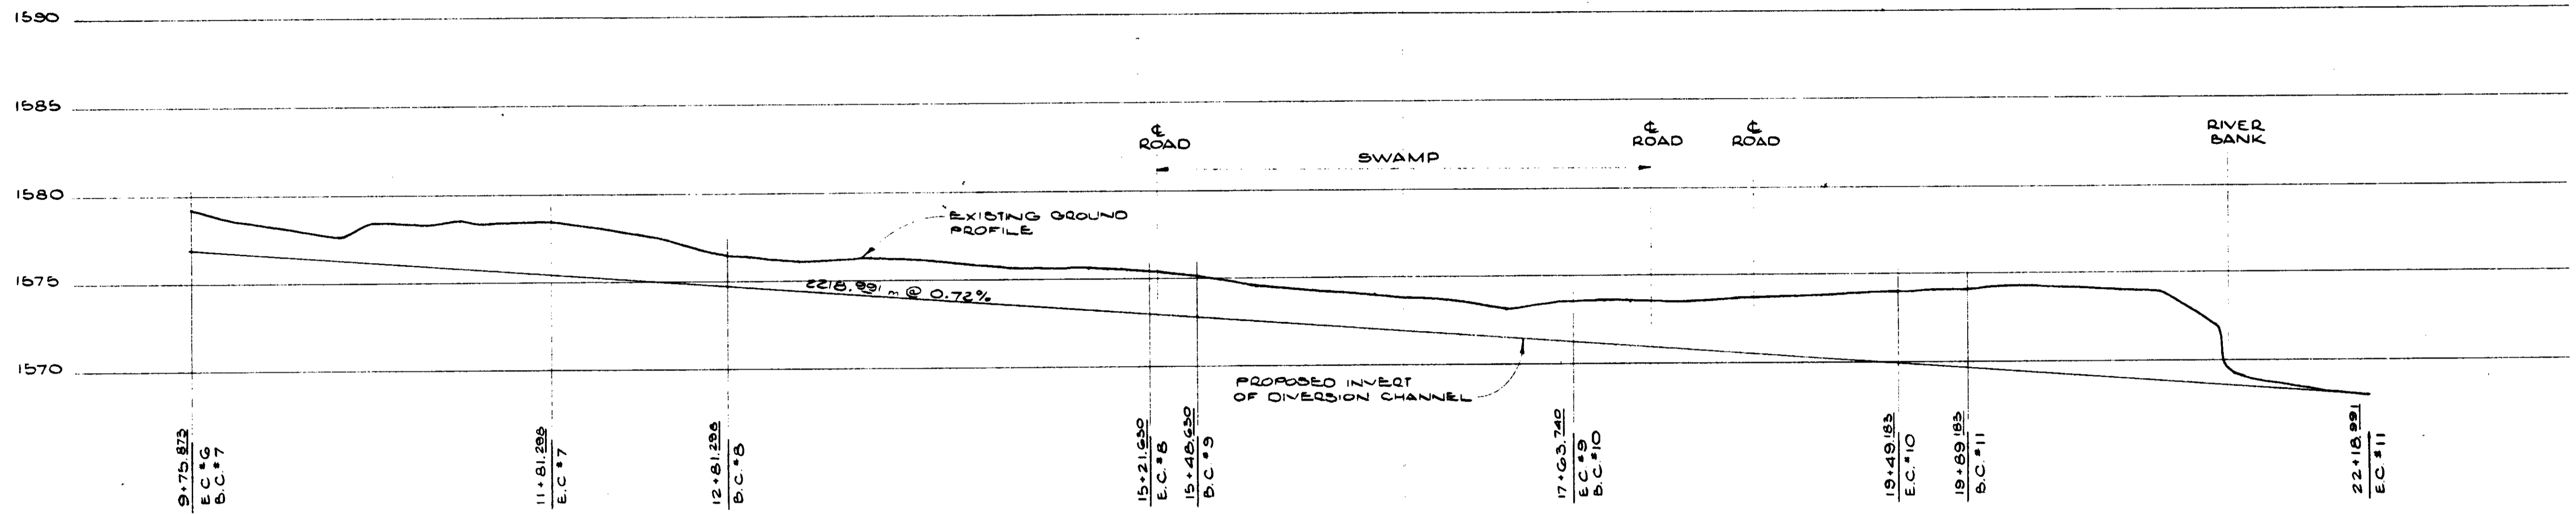 1590
1585
1580
1575
1570
℄
ROAD
SWAMP
℄
ROAD
℄
ROAD
RIVER
BANK
EXISTING GROUND
PROFILE
2218.991 m @ 0.72%
PROPOSED INVERT
OF DIVERSION CHANNEL
9+75.873
E.C #6
B.C. #7
11+81.298
E.C. #7
12+81.298
B.C. #8
15+21.630
E.C. #8
15+48.630
B.C. #9
17+63.740
E.C #9
B.C. #10
19+49.183
E.C. #10
19+89.183
B.C. #11
22+18.991
E.C. #11